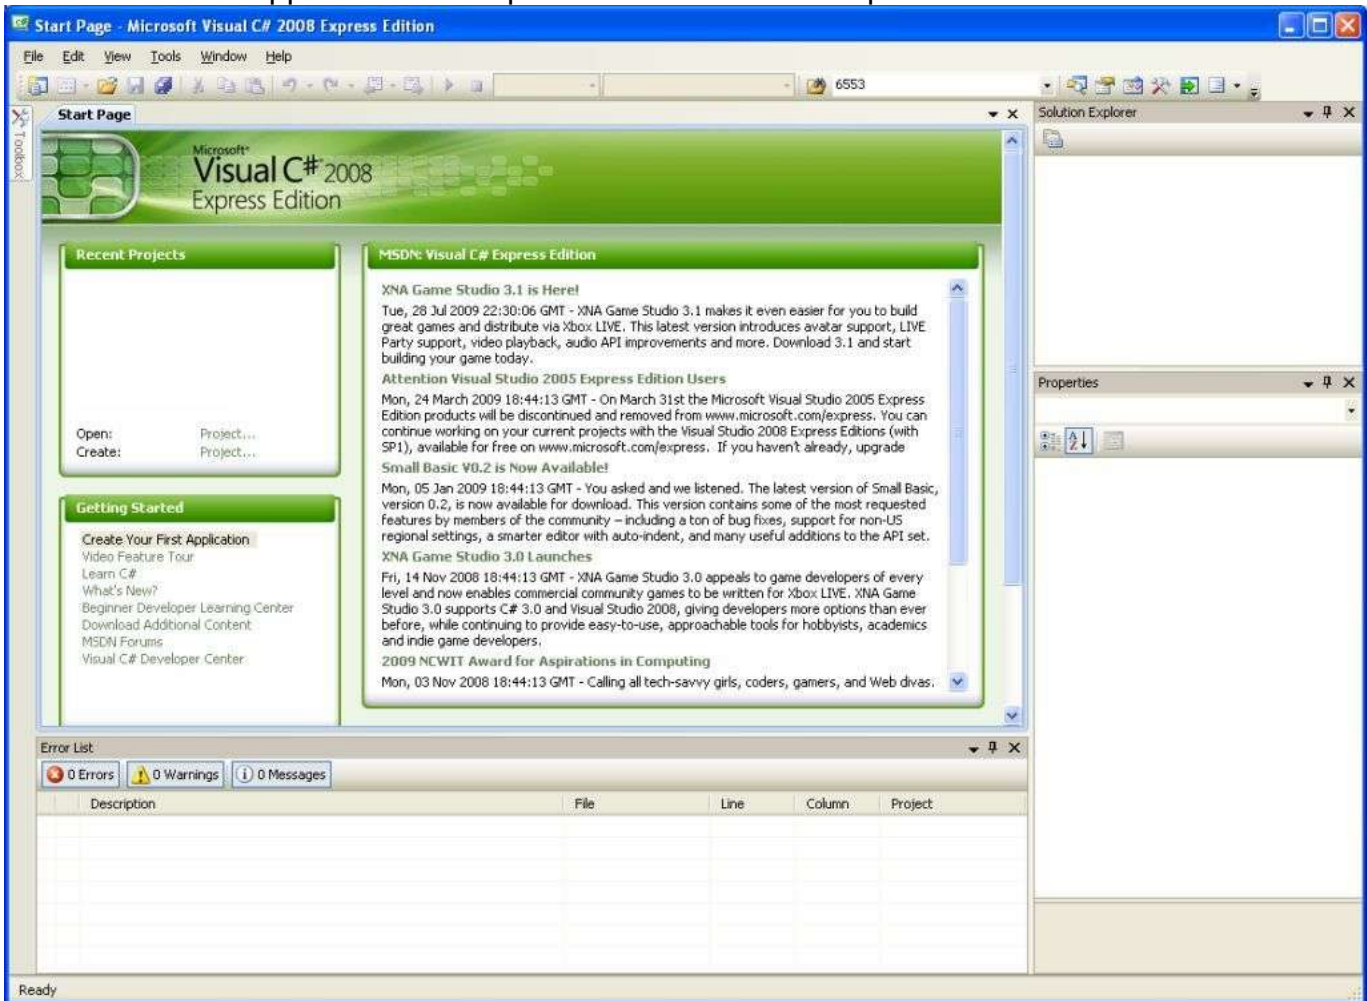 Start Page - Microsoft Visual C# 2008 Express Edition
File Edit View Tools Window Help
6553
Toolbox
Start Page
Microsoft
Visual C# 2008
Express Edition
Recent Projects
Open: Project...
Create: Project...
Getting Started
Create Your First Application
Video Feature Tour
Learn C#
What's New?
Beginner Developer Learning Center
Download Additional Content
MSDN Forums
Visual C# Developer Center
MSDN: Visual C# Express Edition
XNA Game Studio 3.1 is Here!
Tue, 28 Jul 2009 22:30:06 GMT - XNA Game Studio 3.1 makes it even easier for you to build
great games and distribute via Xbox LIVE. This latest version introduces avatar support, LIVE
Party support, video playback, audio API improvements and more. Download 3.1 and start
building your game today.
Attention Visual Studio 2005 Express Edition Users
Mon, 24 March 2009 18:44:13 GMT - On March 31st the Microsoft Visual Studio 2005 Express
Edition products will be discontinued and removed from www.microsoft.com/express. You can
continue working on your current projects with the Visual Studio 2008 Express Editions (with
SP1), available for free on www.microsoft.com/express. If you haven't already, upgrade
Small Basic V0.2 is Now Available!
Mon, 05 Jan 2009 18:44:13 GMT - You asked and we listened. The latest version of Small Basic,
version 0.2, is now available for download. This version contains some of the most requested
features by members of the community – including a ton of bug fixes, support for non-US
regional settings, a smarter editor with auto-indent, and many useful additions to the API set.
XNA Game Studio 3.0 Launches
Fri, 14 Nov 2008 18:44:13 GMT - XNA Game Studio 3.0 appeals to game developers of every
level and now enables commercial community games to be written for Xbox LIVE. XNA Game
Studio 3.0 supports C# 3.0 and Visual Studio 2008, giving developers more options than ever
before, while continuing to provide easy-to-use, approachable tools for hobbyists, academics
and indie game developers.
2009 NCWIT Award for Aspirations in Computing
Mon, 03 Nov 2008 18:44:13 GMT - Calling all tech-savvy girls, coders, gamers, and Web divas.
Solution Explorer
Properties
Error List
0 Errors 0 Warnings 0 Messages
Description File Line Column Project
Ready